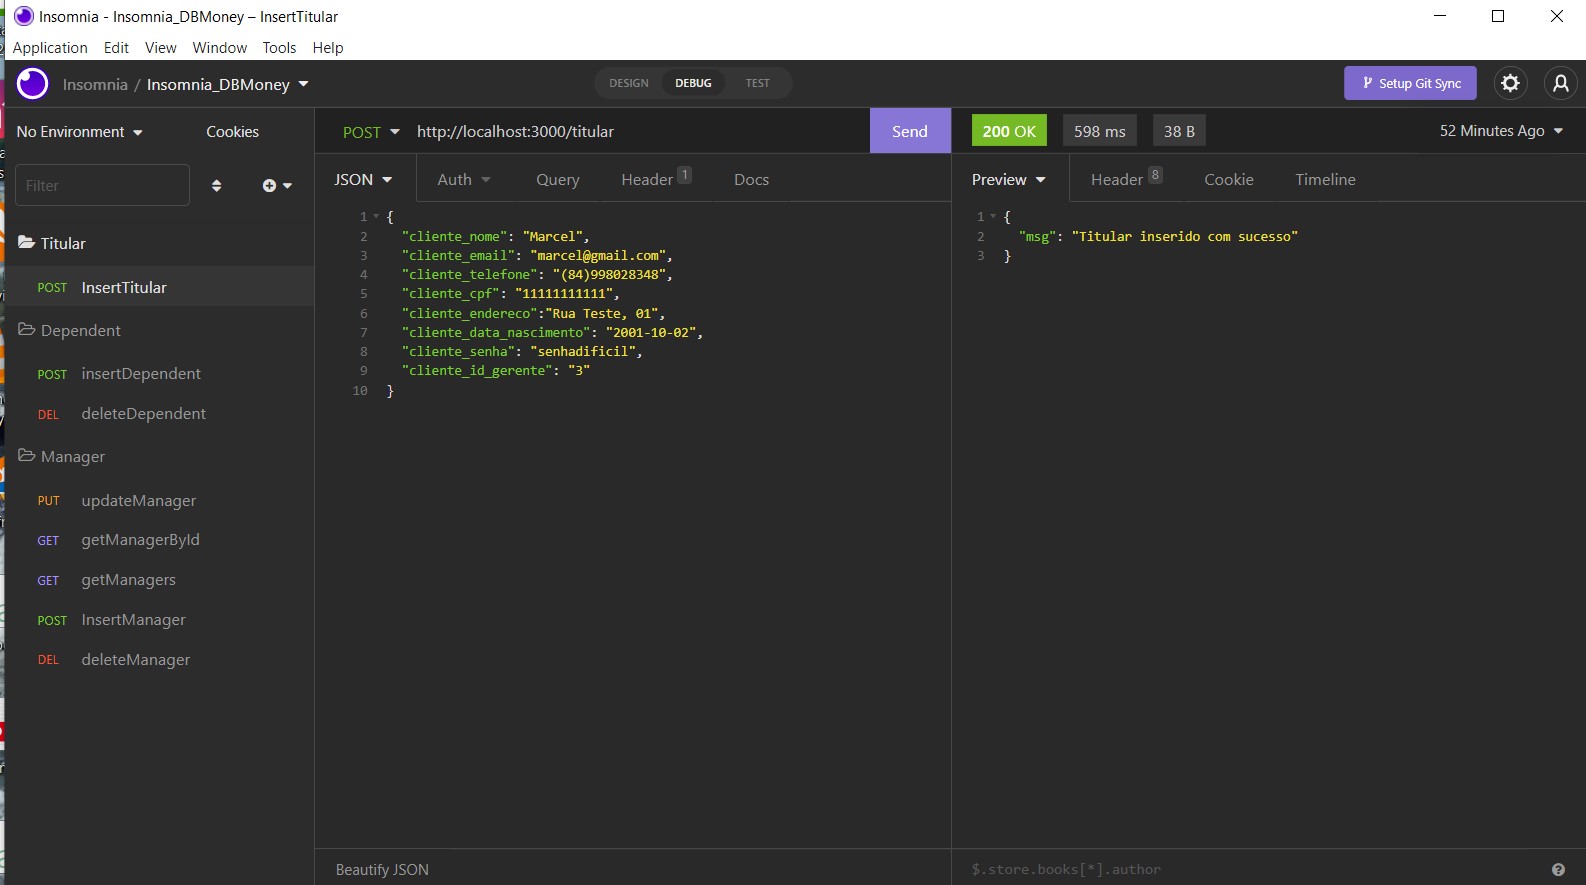 Insomnia - Insomnia_DBMoney – InsertTitular
Application Edit View Window Tools Help
Insomnia / Insomnia_DBMoney
DESIGN DEBUG TEST
Setup Git Sync
No Environment Cookies
POST http://localhost:3000/titular Send
200 OK 598 ms 38 B 52 Minutes Ago
Filter
JSON Auth Query Header 1 Docs
Preview Header 8 Cookie Timeline
Titular
POST InsertTitular
Dependent
POST insertDependent
DEL deleteDependent
Manager
PUT updateManager
GET getManagerById
GET getManagers
POST InsertManager
DEL deleteManager
1 {
2 "cliente_nome": "Marcel",
3 "cliente_email": "marcel@gmail.com",
4 "cliente_telefone": "(84)998028348",
5 "cliente_cpf": "11111111111",
6 "cliente_endereco":"Rua Teste, 01",
7 "cliente_data_nascimento": "2001-10-02",
8 "cliente_senha": "senhadificil",
9 "cliente_id_gerente": "3"
10 }
1 {
2 "msg": "Titular inserido com sucesso"
3 }
Beautify JSON
$.store.books[*].author